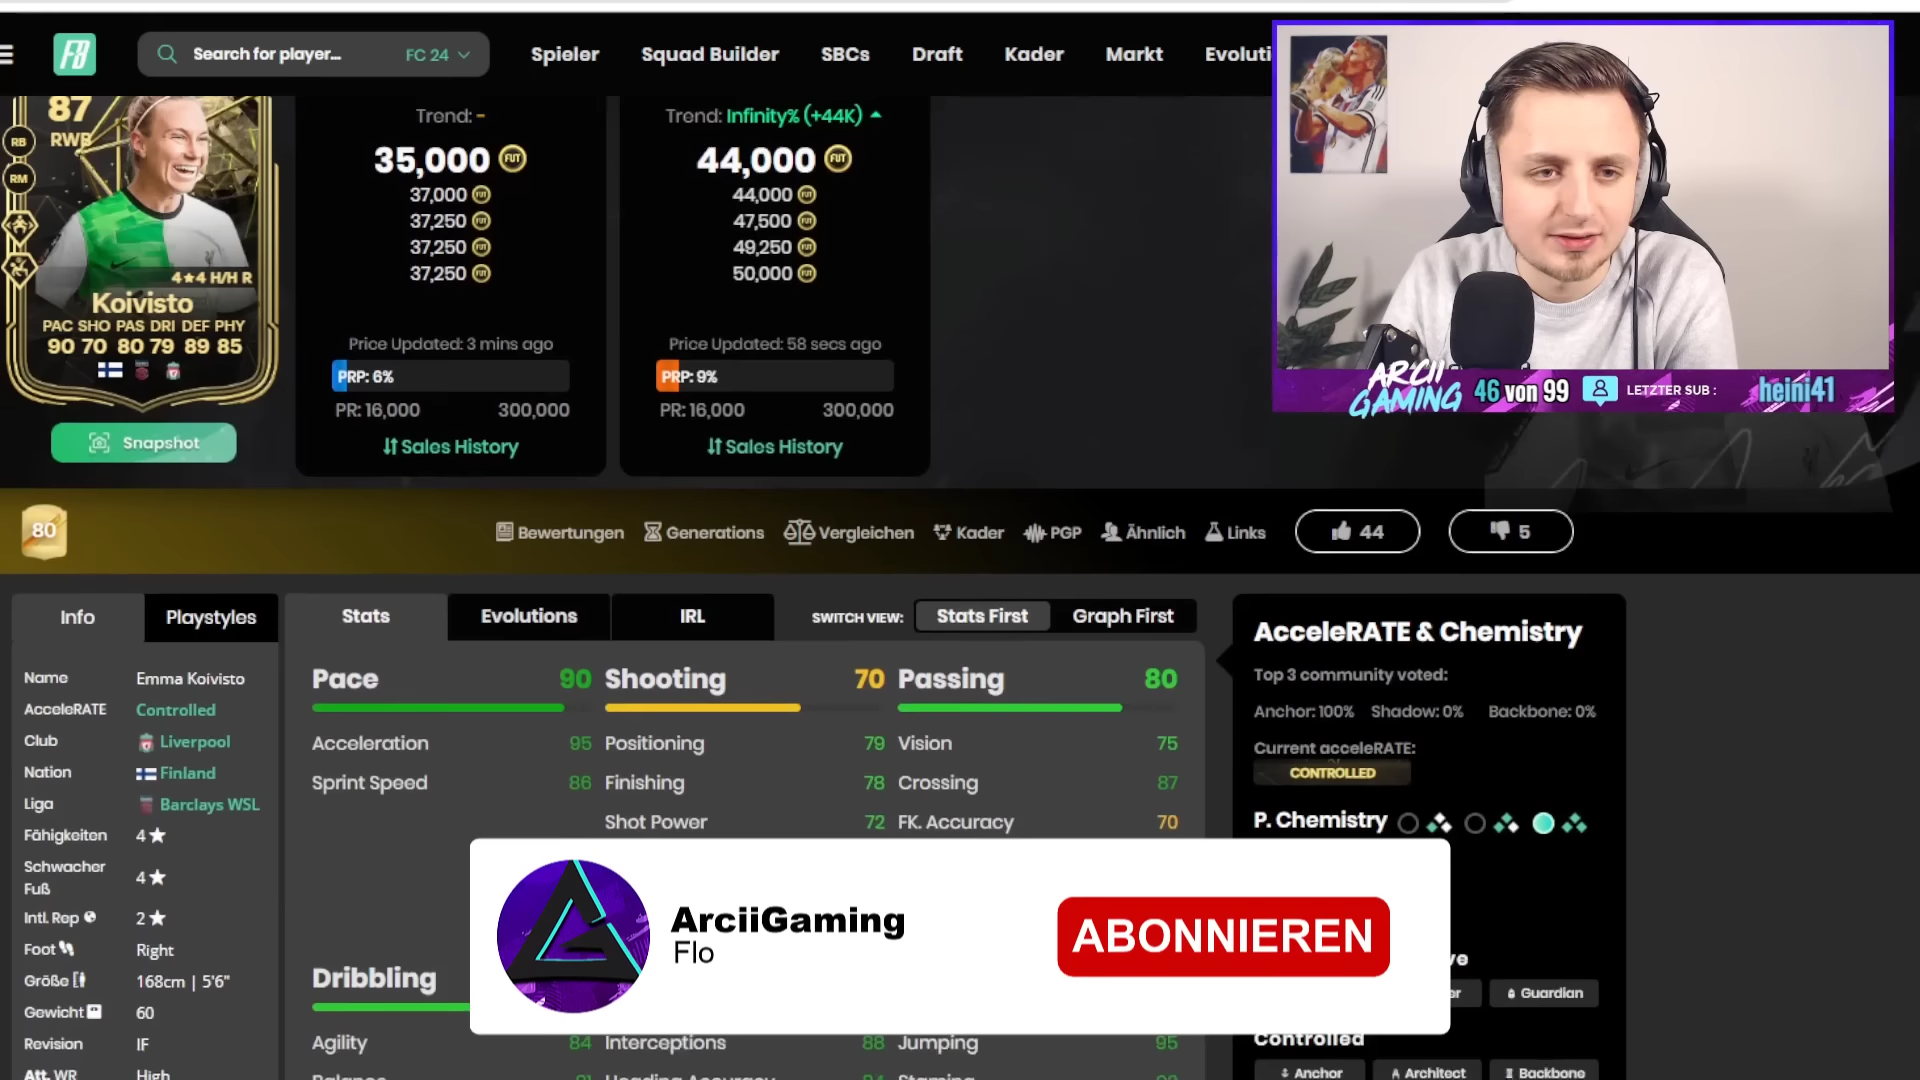 Search for player...
FC 24
Spieler
Squad Builder
SBCs
Draft
Kader
Markt
Evoluti
87
RWB
RB
RM
4★4 H/H R
Koivisto
PAC SHO PAS DRI DEF PHY
90 70 80 79 89 85
Snapshot
Trend: -
35,000
37,000
37,250
37,250
37,250
Price Updated: 3 mins ago
PRP: 6%
PR: 16,000 300,000
Sales History
Trend: Infinity% (+44K)
44,000
44,000
47,500
49,250
50,000
Price Updated: 58 secs ago
PRP: 9%
PR: 16,000 300,000
Sales History
ARCII
GAMING
46 von 99
LETZTER SUB :
heini41
80
Bewertungen
Generations
Vergleichen
Kader
PGP
Ähnlich
Links
44
5
Info
Playstyles
Stats
Evolutions
IRL
SWITCH VIEW:
Stats First
Graph First
Name Emma Koivisto
AcceleRATE Controlled
Club Liverpool
Nation Finland
Liga Barclays WSL
Fähigkeiten 4★
Schwacher
Fuß 4★
Intl. Rep 2★
Foot Right
Größe 168cm | 5'6"
Gewicht 60
Revision IF
Att. WR High
Pace 90
Acceleration 95
Sprint Speed 86
Shooting 70
Positioning 79
Finishing 78
Shot Power 72
Passing 80
Vision 75
Crossing 87
FK. Accuracy 70
Dribbling
Agility 84
Interceptions 88
Jumping 95
AcceleRATE & Chemistry
Top 3 community voted:
Anchor: 100% Shadow: 0% Backbone: 0%
Current acceleRATE:
CONTROLLED
P. Chemistry
ve
er
Guardian
Controlled
Anchor
Architect
Backbone
ArciiGaming
Flo
ABONNIEREN